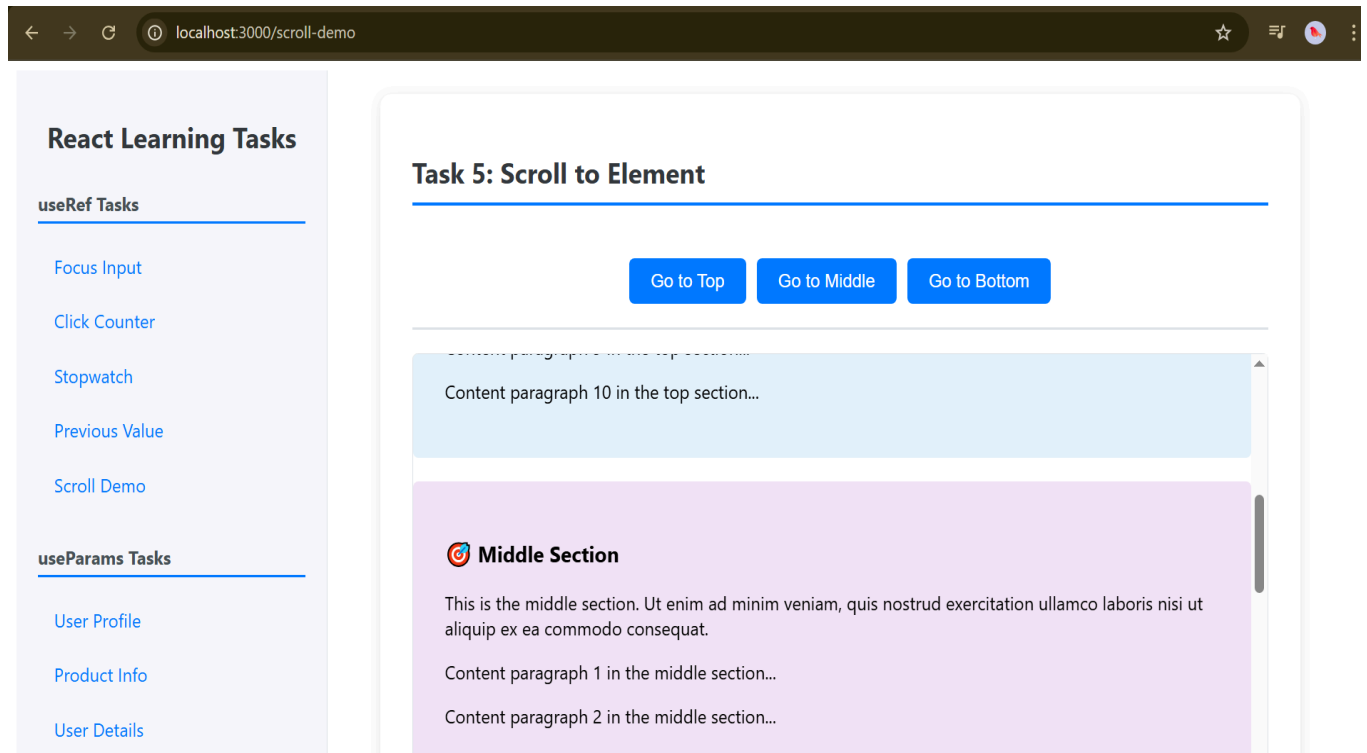 localhost:3000/scroll-demo
React Learning Tasks
useRef Tasks
Focus Input
Click Counter
Stopwatch
Previous Value
Scroll Demo
useParams Tasks
User Profile
Product Info
User Details
Task 5: Scroll to Element
Go to Top Go to Middle Go to Bottom
Content paragraph 10 in the top section...
🎯 Middle Section
This is the middle section. Ut enim ad minim veniam, quis nostrud exercitation ullamco laboris nisi ut
aliquip ex ea commodo consequat.
Content paragraph 1 in the middle section...
Content paragraph 2 in the middle section...